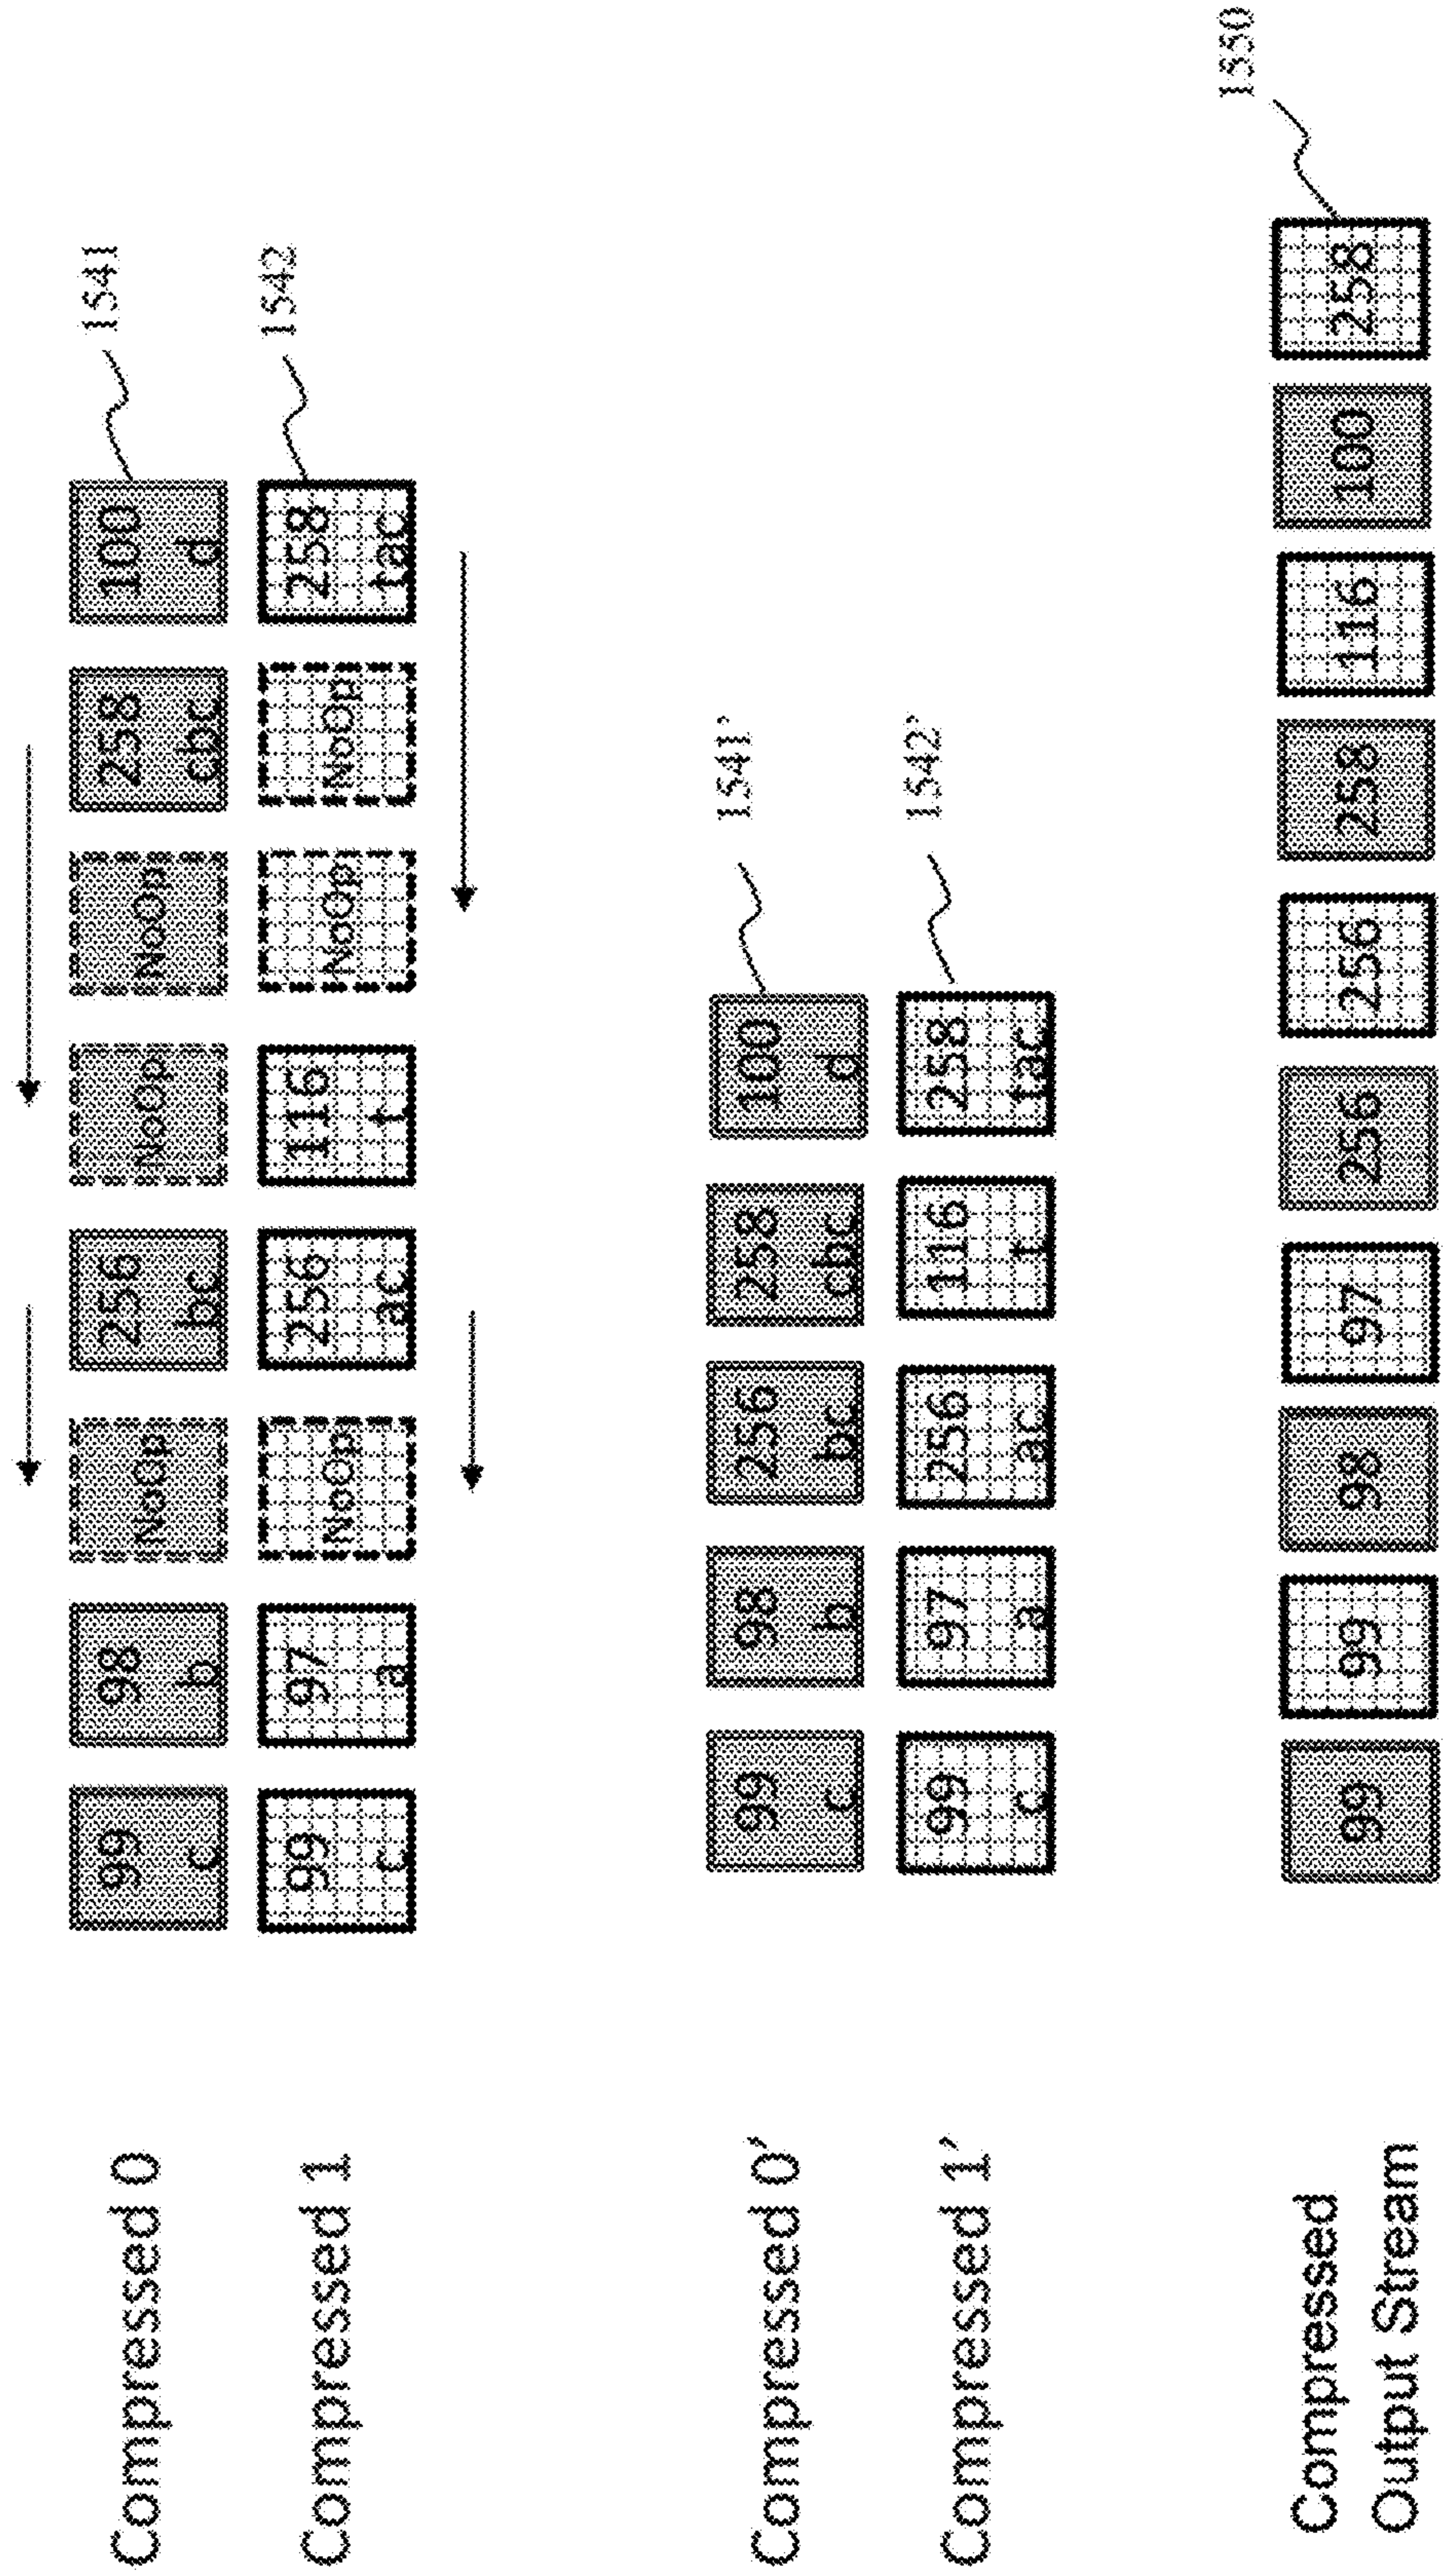 Compressed 0 99 98 NoOp 256 NoOp NoOp 258 100 1541
c b bc cbc d
Compressed 1 99 97 NoOp 256 116 NoOp NoOp 258 1542
c a ac t tac
Compressed 0' 99 98 256 258 100 1541'
c b bc cbc d
Compressed 1' 99 97 256 116 258 1542'
c a ac t tac
Compressed
Output Stream
99 99 98 97 256 256 258 116 100 258 1550